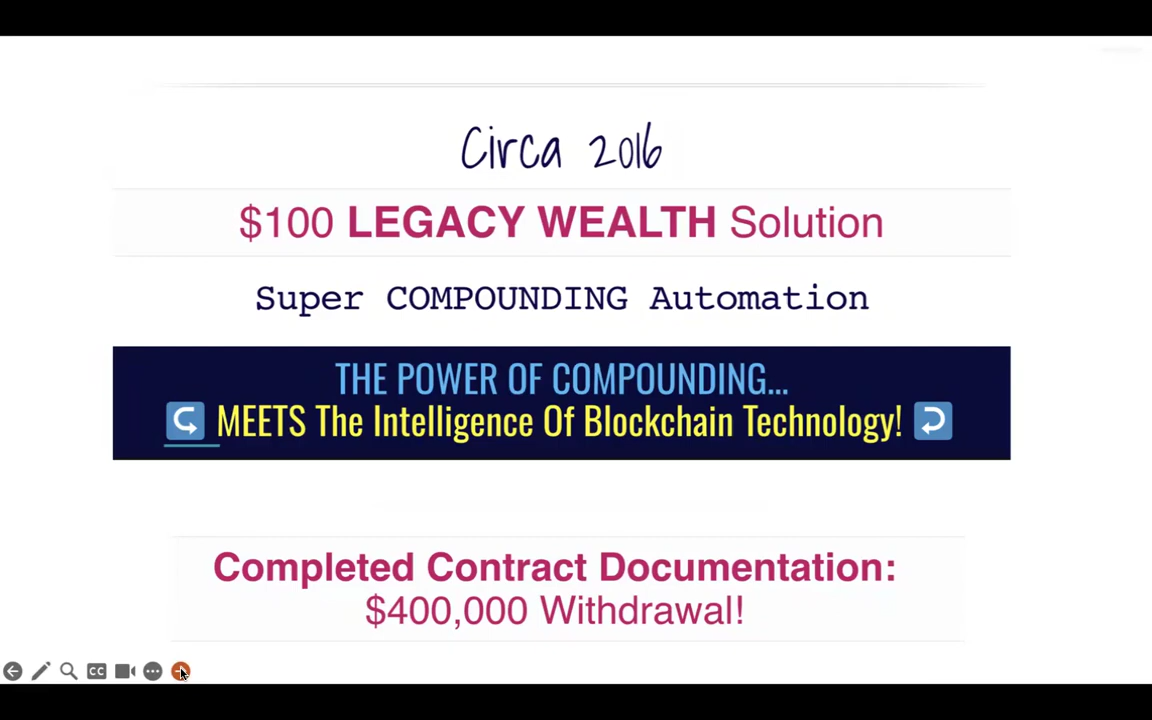 Circa 2016
$100 LEGACY WEALTH Solution
Super COMPOUNDING Automation
THE POWER OF COMPOUNDING...
MEETS The Intelligence Of Blockchain Technology!
Completed Contract Documentation:
$400,000 Withdrawal!
CC